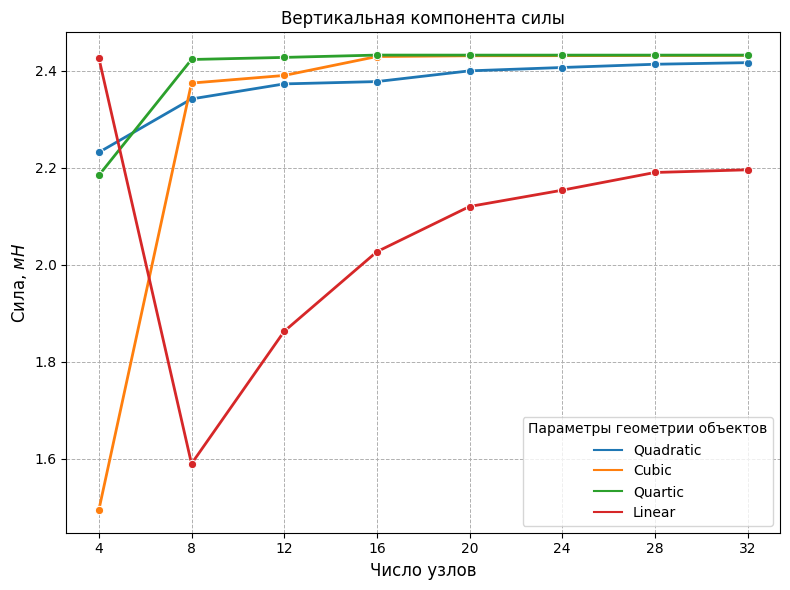 Вертикальная компонента силы
Сила, мН
2.4
2.2
2.0
1.8
1.6
4 8 12 16 20 24 28 32
Число узлов
Параметры геометрии объектов
Quadratic
Cubic
Quartic
Linear